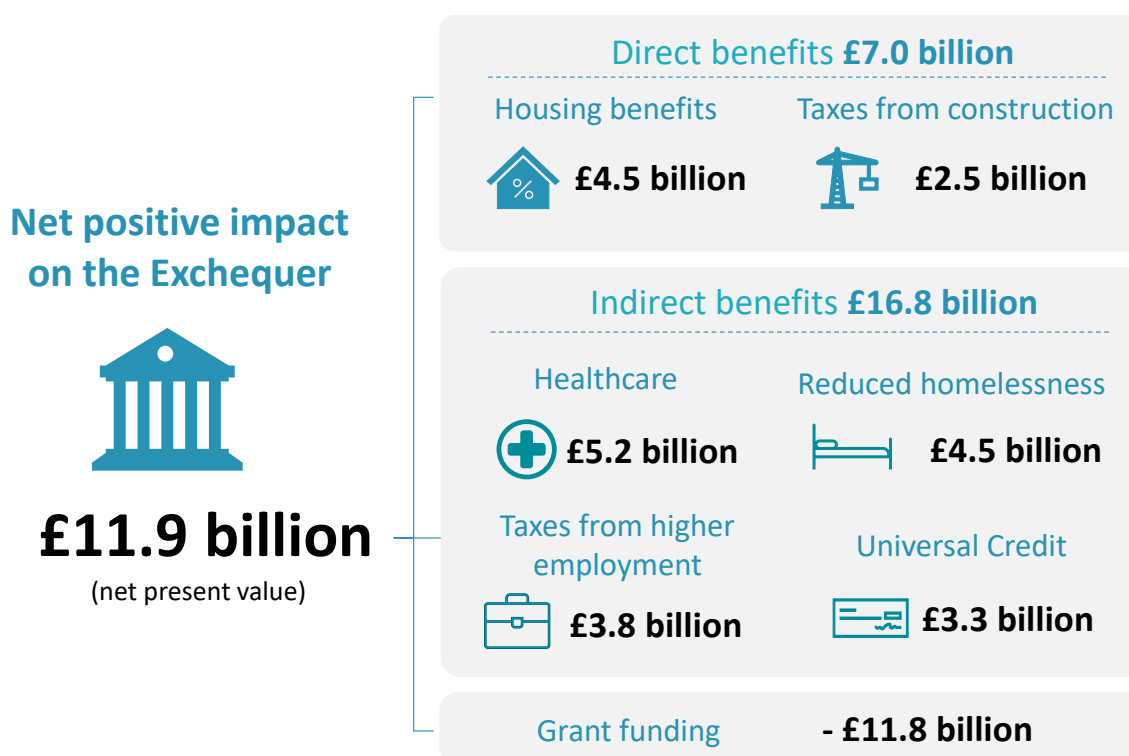 Net positive impact
on the Exchequer
£11.9 billion
(net present value)
Direct benefits £7.0 billion
Housing benefits
£4.5 billion
%
Taxes from construction
£2.5 billion
Indirect benefits £16.8 billion
Healthcare
£5.2 billion
Reduced homelessness
£4.5 billion
Taxes from higher
employment
£3.8 billion
Universal Credit
£3.3 billion
Grant funding - £11.8 billion